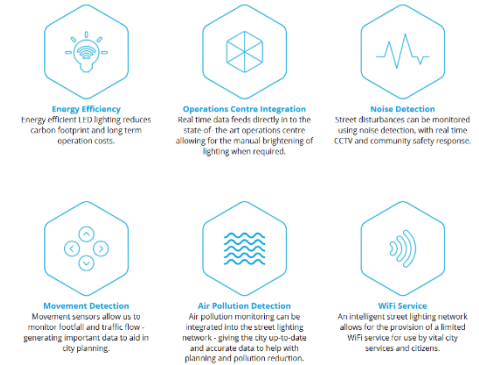 Energy Efficiency
Energy efficient LED lighting reduces
carbon footprint and long term
operation costs.
Operations Centre Integration
Real time data feeds directly in to the
state-of- the-art operations centre
allowing for the manual brightening of
lighting when required.
Noise Detection
Street disturbances can be monitored
using noise detection, with real time
CCTV and community safety response.
Movement Detection
Movement sensors allow us to
monitor footfall and traffic flow -
generating important data to aid in
city planning.
Air Pollution Detection
Air pollution monitoring can be
integrated into the street lighting
network - giving the city up-to-date
and accurate data to help with
planning and pollution reduction.
WiFi Service
An intelligent street lighting network
allows for the provision of a limited
WiFi service for use by vital city
services and citizens.